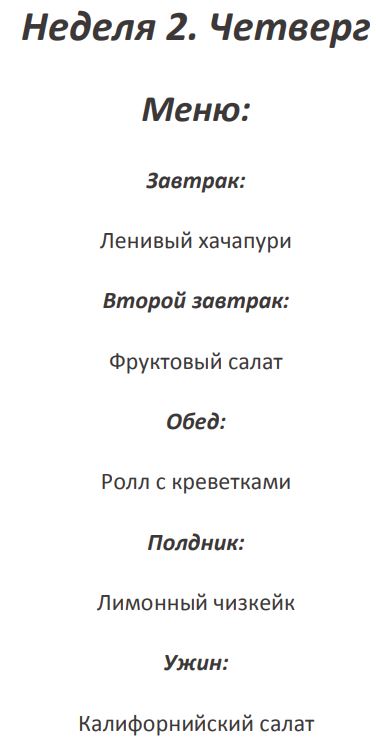 Неделя 2. Четверг
Меню:
Завтрак:
Ленивый хачапури
Второй завтрак:
Фруктовый салат
Обед:
Ролл с креветками
Полдник:
Лимонный чизкейк
Ужин:
Калифорнийский салат